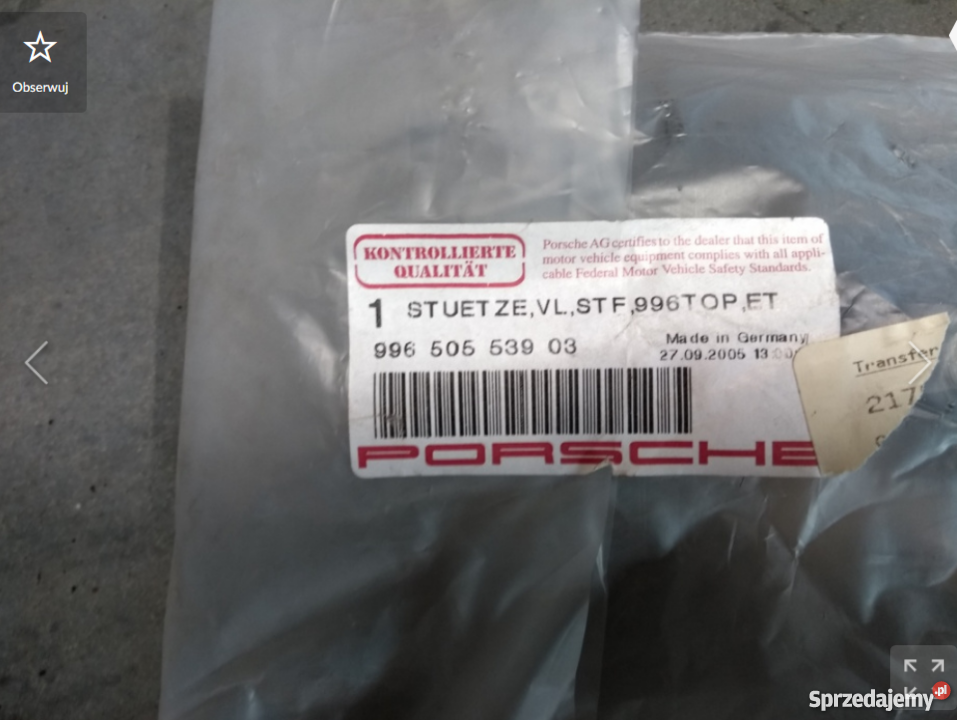 Obserwuj
KONTROLLIERTE
QUALITÄT
Porsche AG certifies to the dealer that this item of
motor vehicle equipment complies with all appli-
cable Federal Motor Vehicle Safety Standards.
1 STUETZE,VL,STF,996TOP,ET
996 505 539 03
Made in Germany
27.09.2005 13
PORSCHE
Transfer
217
Sprzedajemy.pl